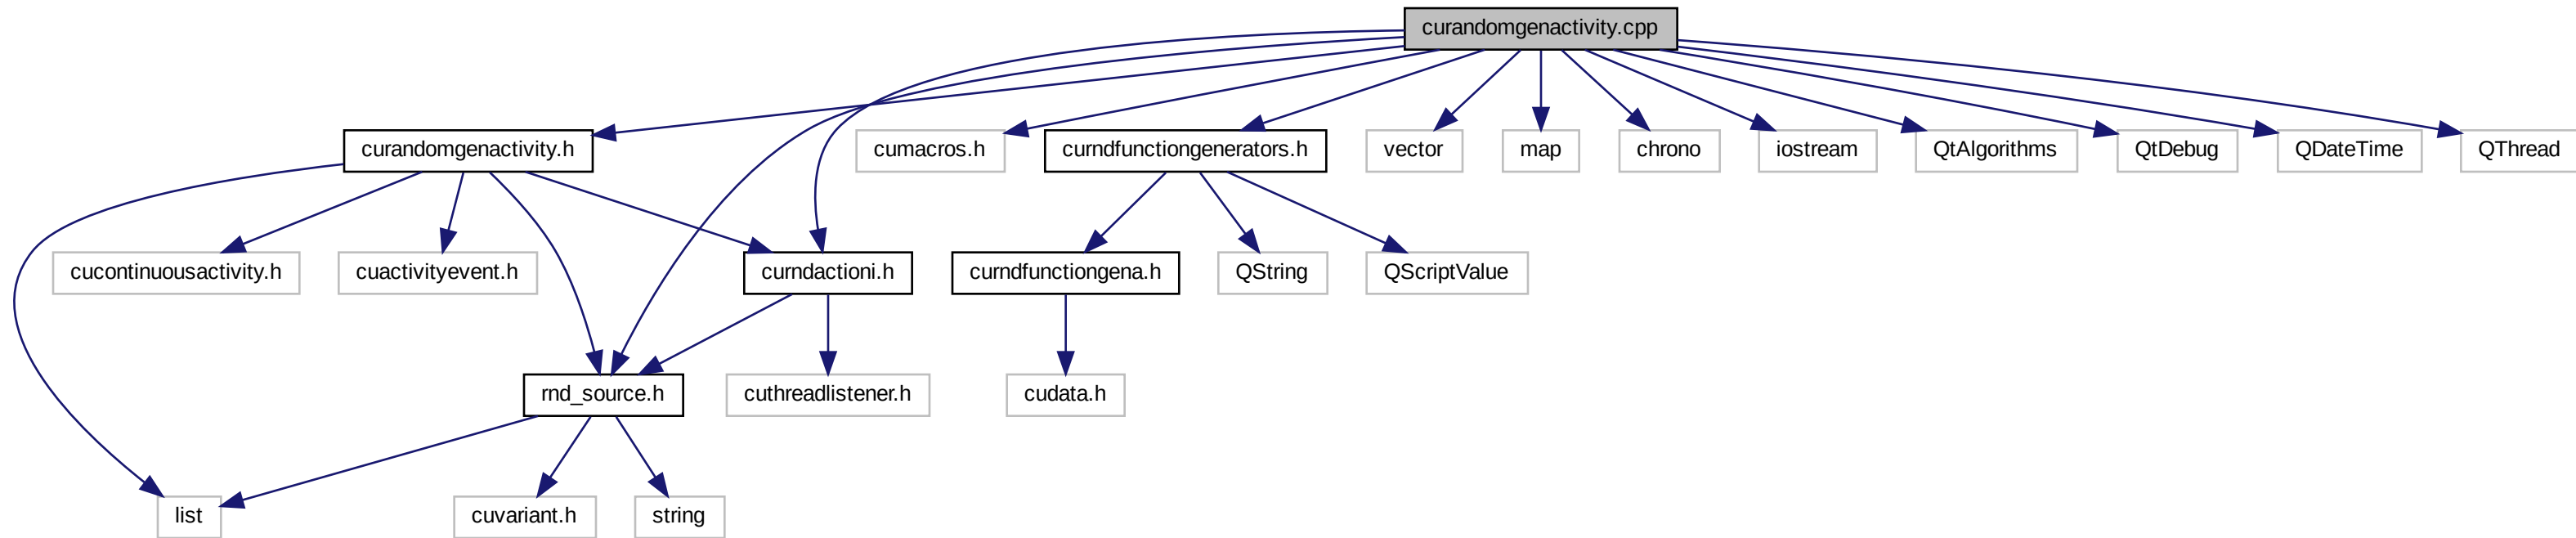 curandomgenactivity.cpp
curandomgenactivity.h
cumacros.h
curndfunctiongenerators.h
vector
map
chrono
iostream
QtAlgorithms
QtDebug
QDateTime
QThread
cucontinuousactivity.h
cuactivityevent.h
curndactioni.h
curndfunctiongena.h
QString
QScriptValue
rnd_source.h
cuthreadlistener.h
cudata.h
list
cuvariant.h
string